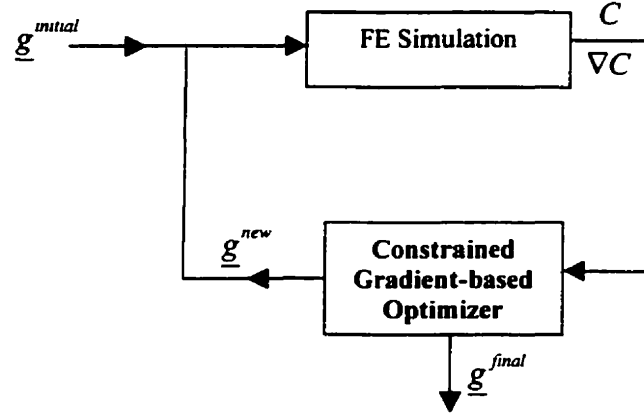 g^initial
FE Simulation
C
∇C
g^new
Constrained
Gradient-based
Optimizer
g^final